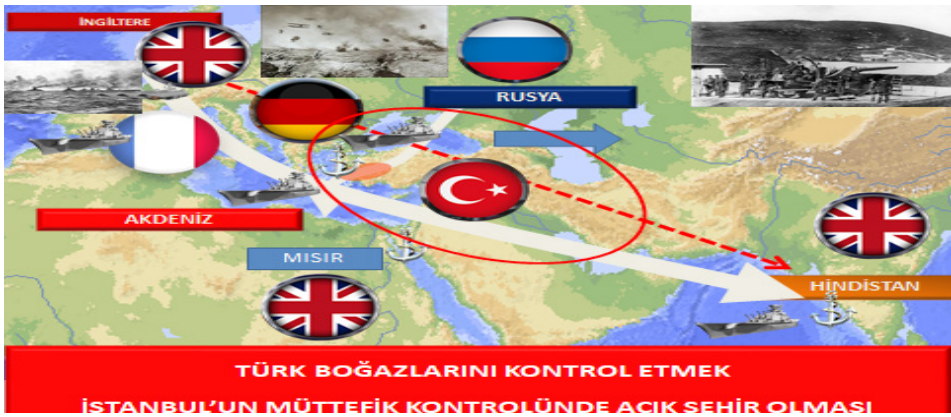 İNGİLTERE
RUSYA
AKDENİZ
MISIR
HİNDİSTAN
TÜRK BOĞAZLARINI KONTROL ETMEK
İSTANBUL'UN MÜTTEFİK KONTROLÜNDE AÇIK ŞEHİR OLMASI